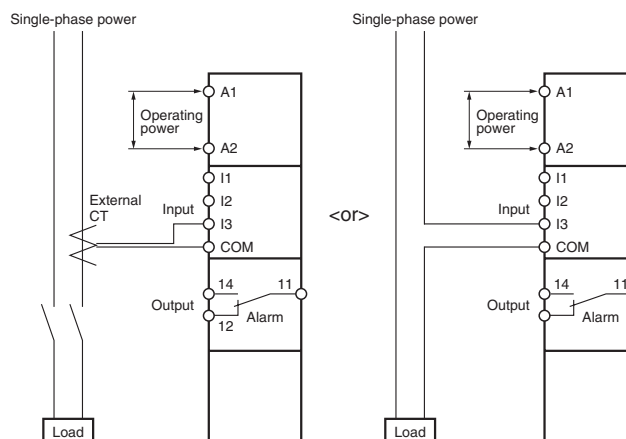 Single-phase power
A1
Operating
power
A2
I1
I2
External
CT
Input
I3
COM
14
11
Output
12
Alarm
Load
<or>
Single-phase power
A1
Operating
power
A2
I1
I2
Input
I3
COM
14
11
Output
12
Alarm
Load